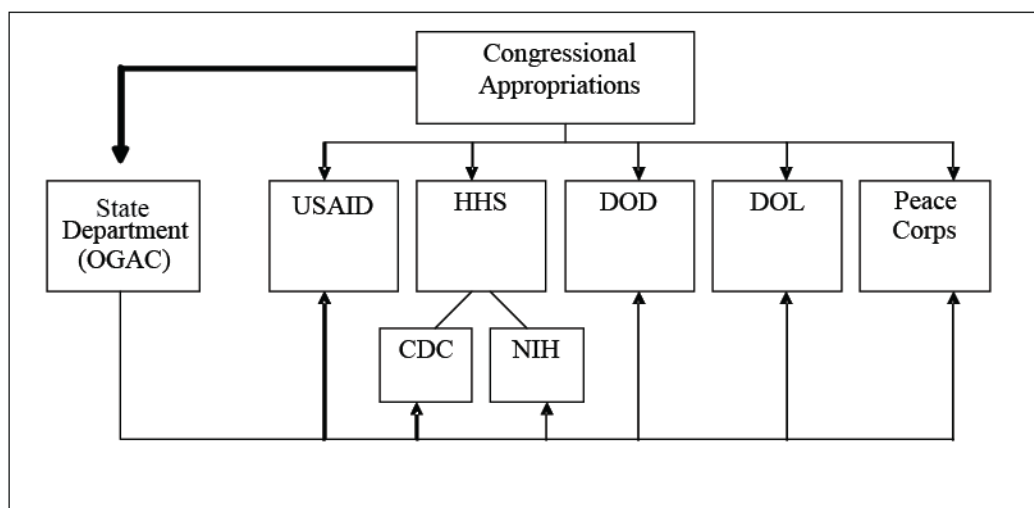 Congressional
Appropriations
State
Department
(OGAC)
USAID
HHS
DOD
DOL
Peace
Corps
CDC
NIH